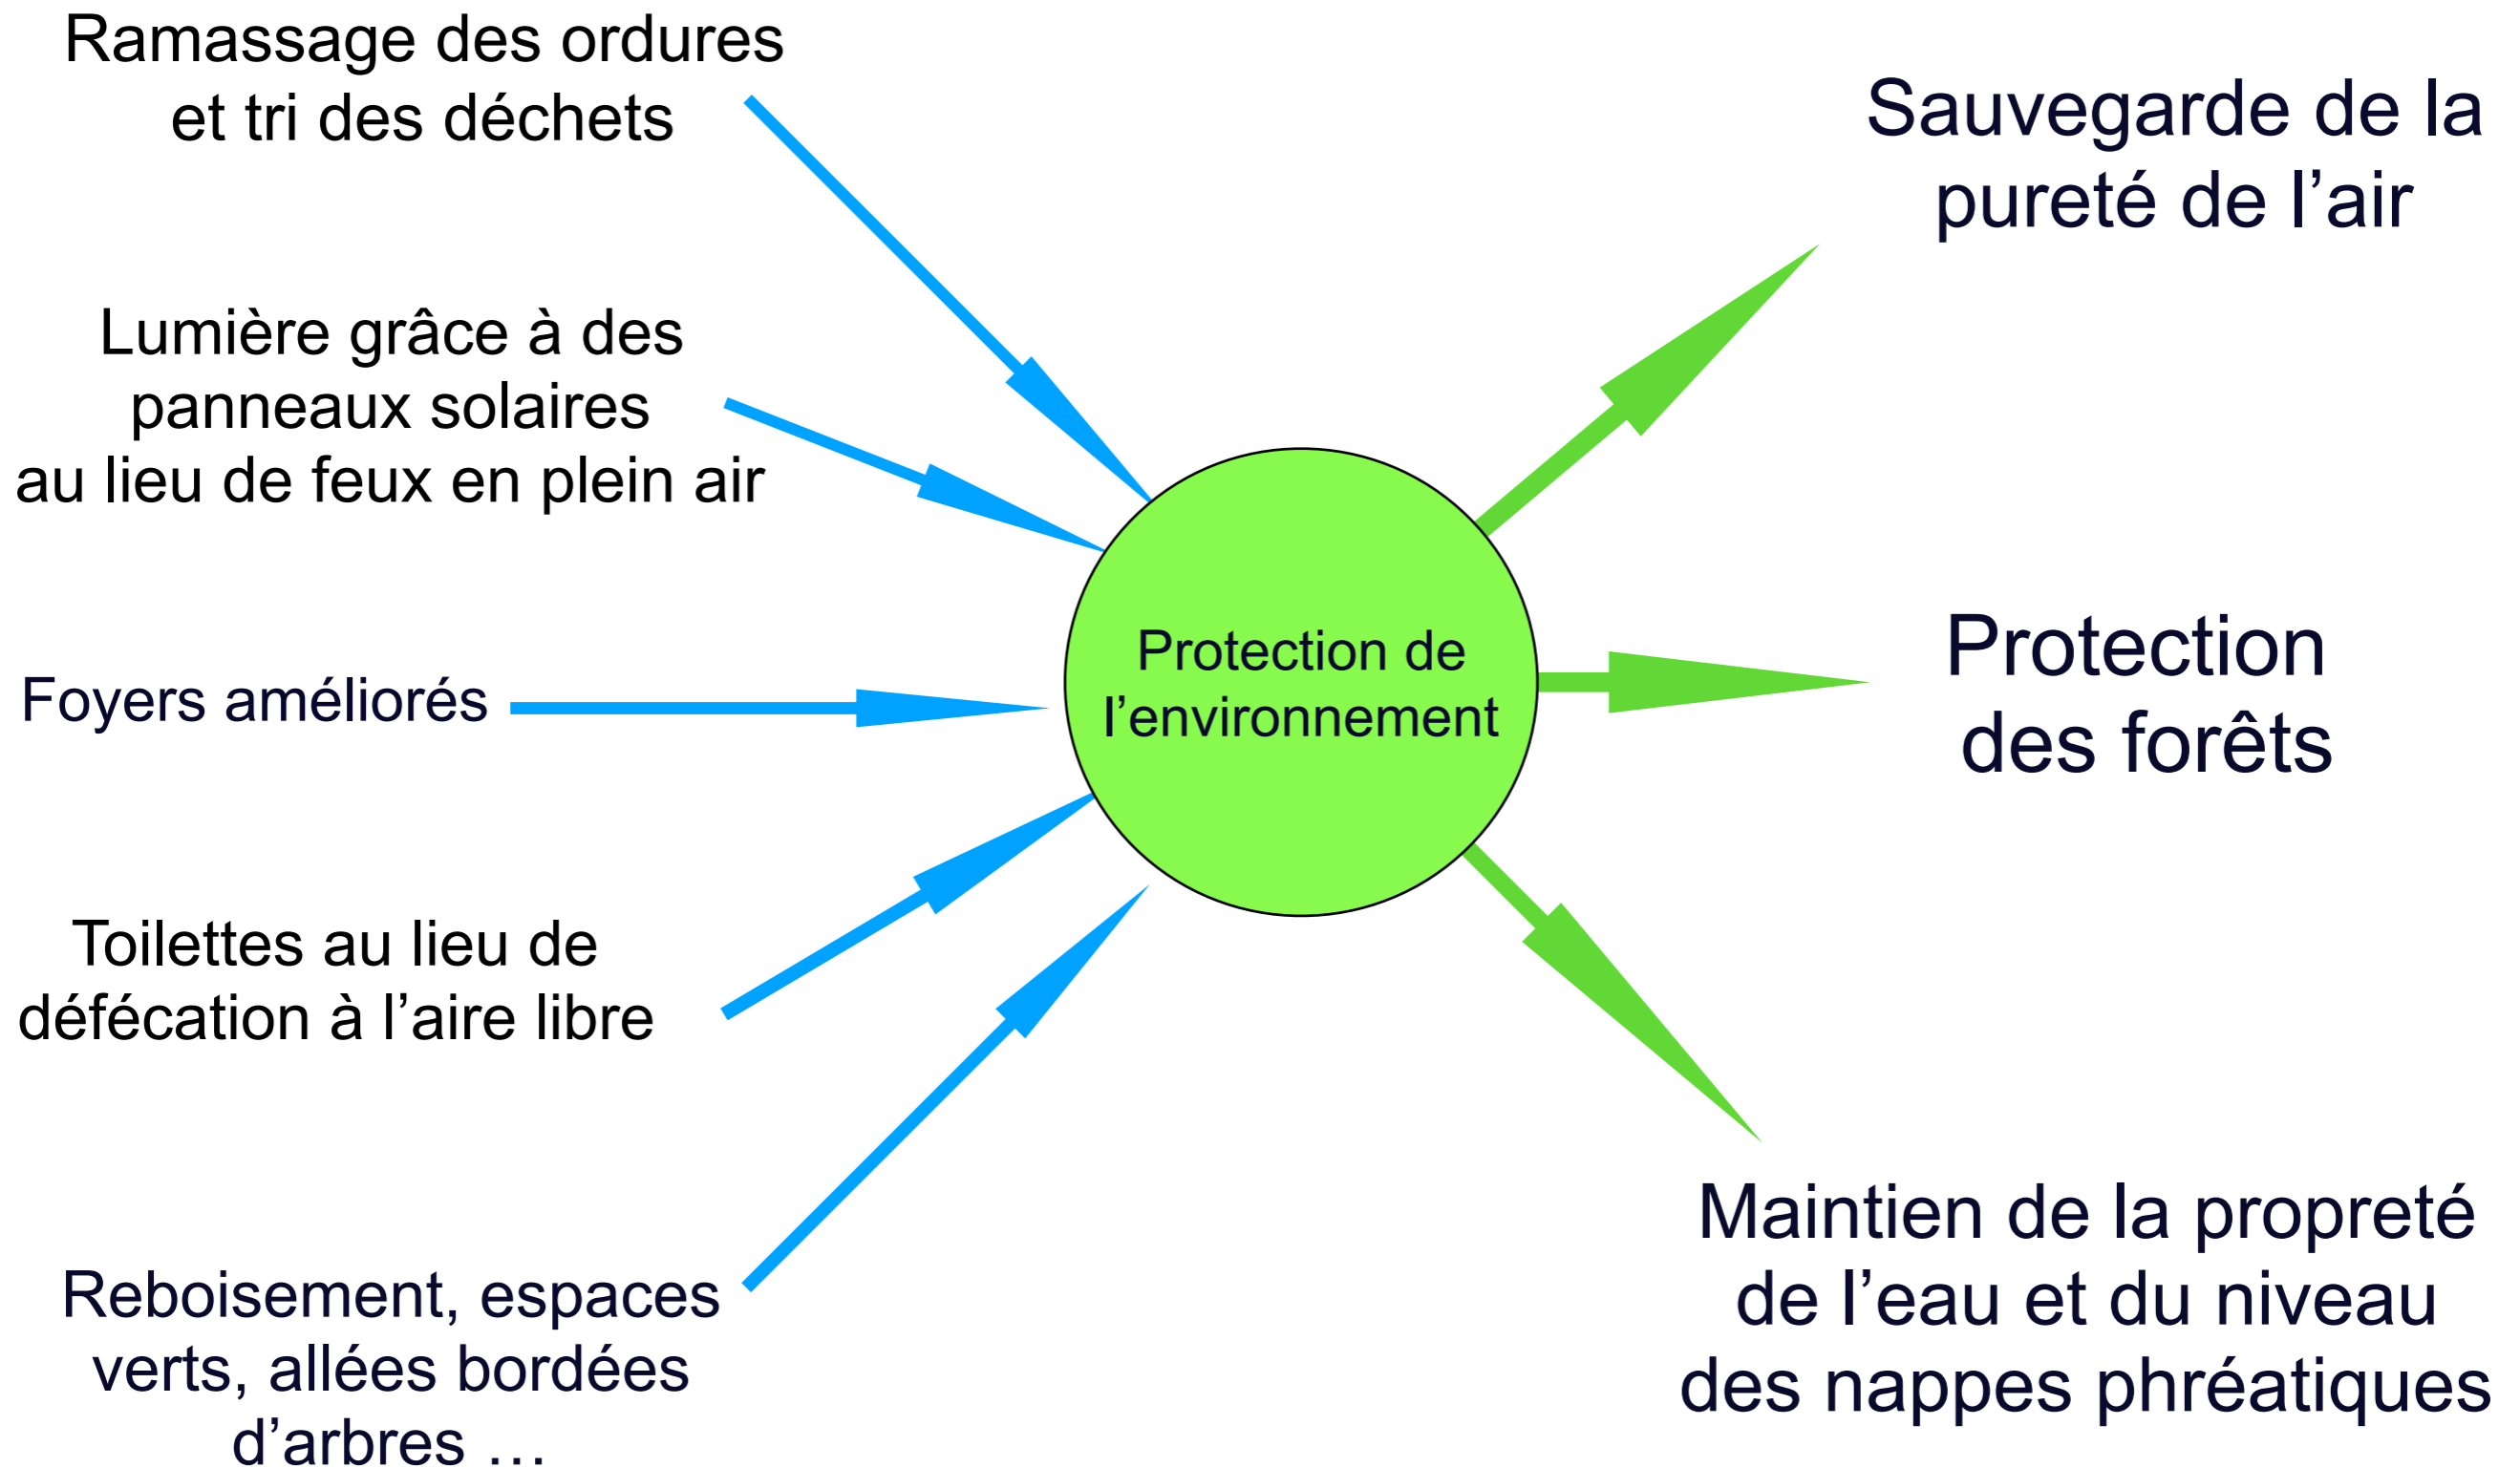 Ramassage des ordures
et tri des déchets
Lumière grâce à des
panneaux solaires
au lieu de feux en plein air
Foyers améliorés
Toilettes au lieu de
défécation à l’aire libre
Reboisement, espaces
verts, allées bordées
d’arbres …
Protection de
l’environnement
Sauvegarde de la
pureté de l’air
Protection
des forêts
Maintien de la propreté
de l’eau et du niveau
des nappes phréatiques